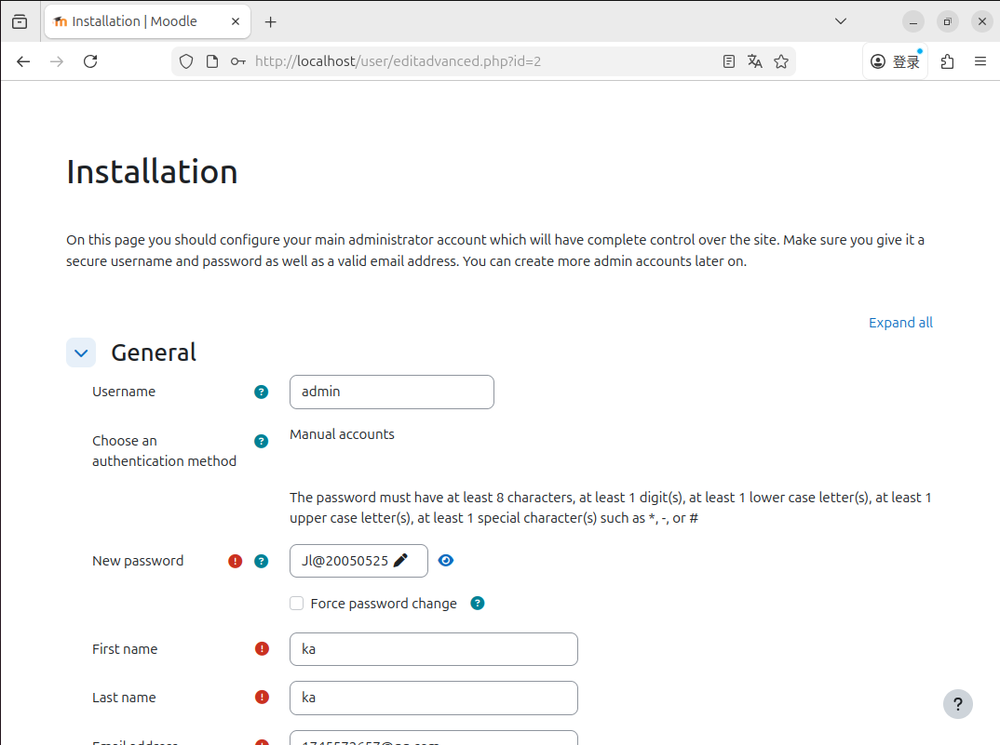 Installation | Moodle
http://localhost/user/editadvanced.php?id=2
登录
Installation
On this page you should configure your main administrator account which will have complete control over the site. Make sure you give it a
secure username and password as well as a valid email address. You can create more admin accounts later on.
Expand all
General
Username
admin
Choose an
authentication method
Manual accounts
The password must have at least 8 characters, at least 1 digit(s), at least 1 lower case letter(s), at least 1
upper case letter(s), at least 1 special character(s) such as *, -, or #
New password
Jl@20050525
Force password change
First name
ka
Last name
ka
Email address